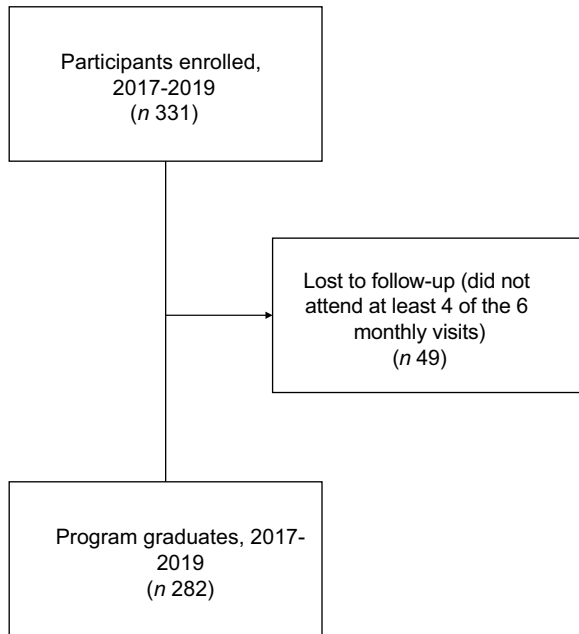 Participants enrolled,
2017-2019
(n 331)
Lost to follow-up (did not
attend at least 4 of the 6
monthly visits)
(n 49)
Program graduates, 2017-
2019
(n 282)